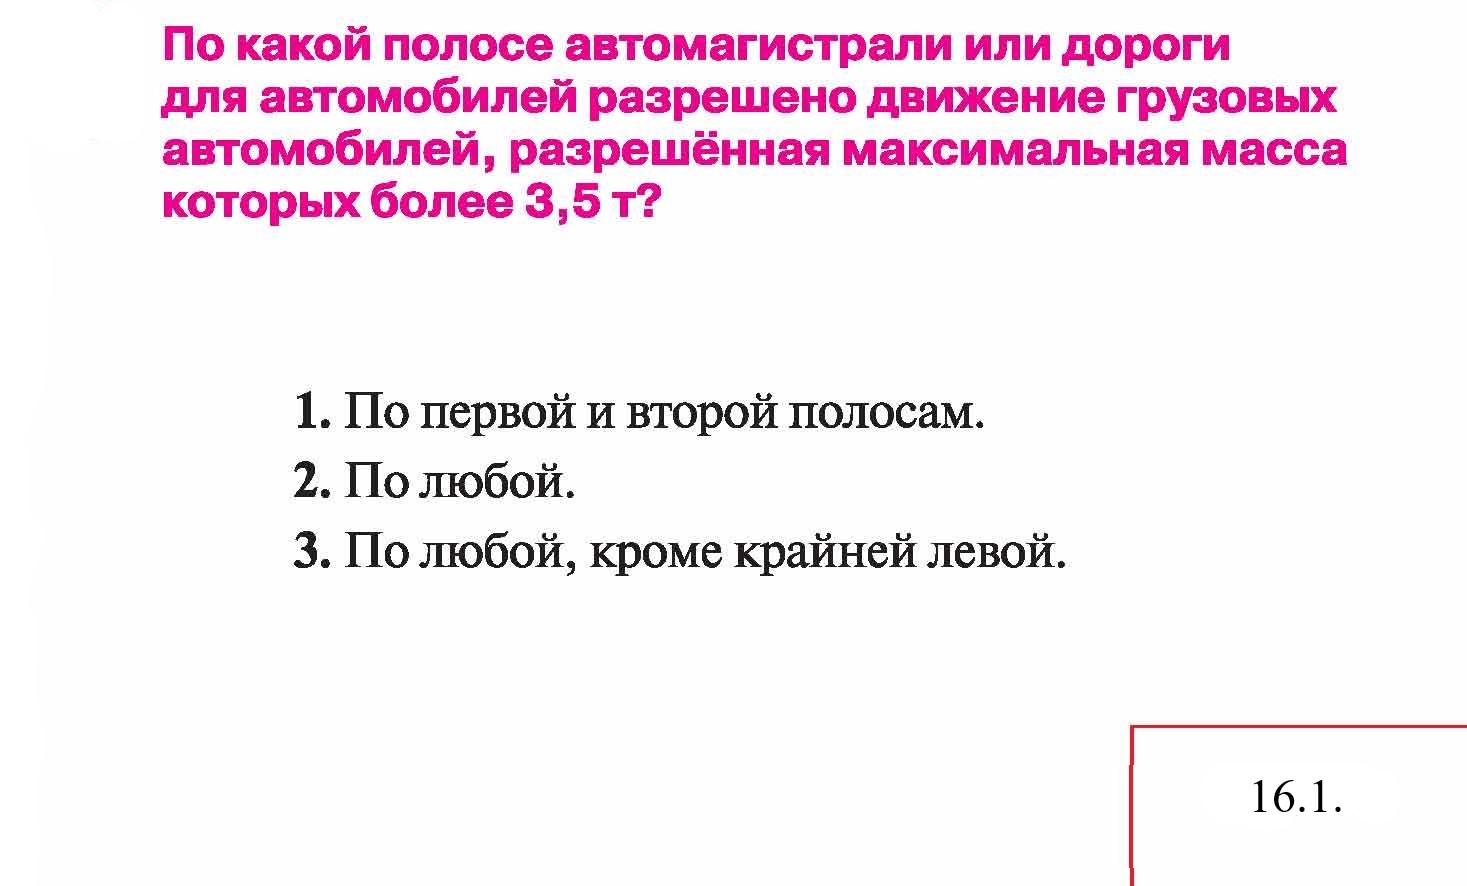 По какой полосе автомагистрали или дороги
для автомобилей разрешено движение грузовых
автомобилей, разрешённая максимальная масса
которых более 3,5 т?
1. По первой и второй полосам.
2. По любой.
3. По любой, кроме крайней левой.
16.1.